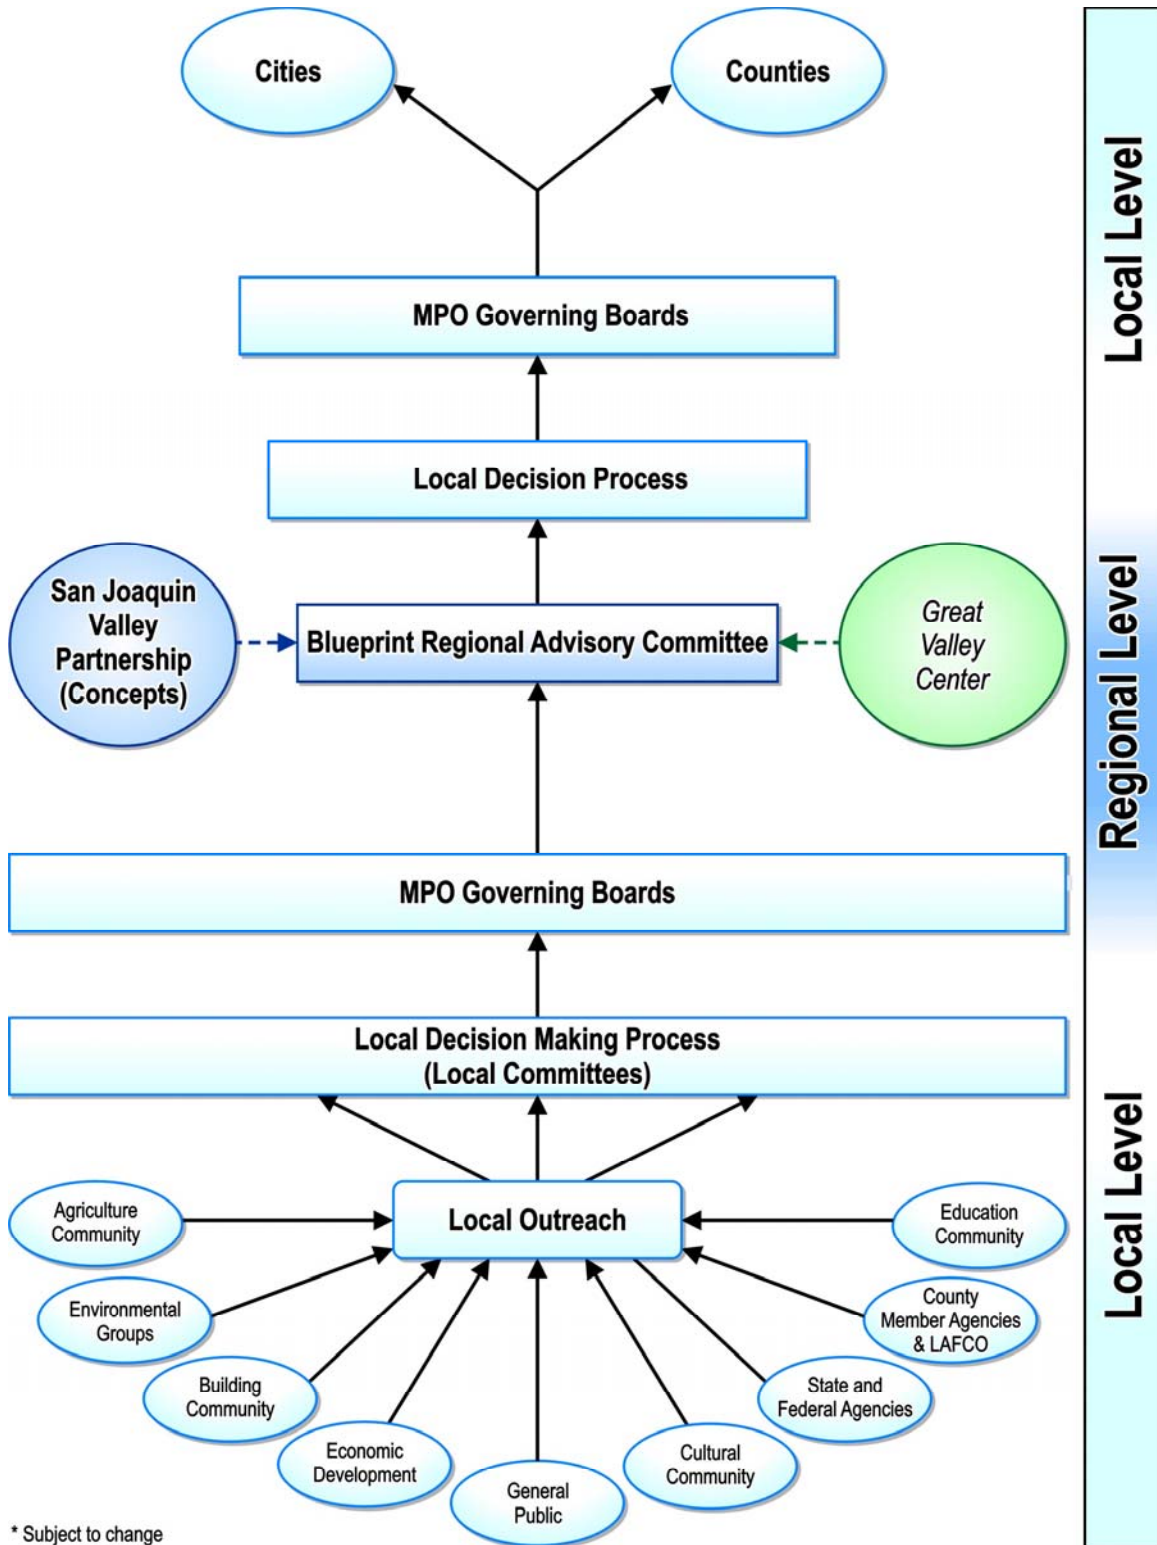 Cities
Counties
MPO Governing Boards
Local Decision Process
San Joaquin
Valley
Partnership
(Concepts)
Blueprint Regional Advisory Committee
Great
Valley
Center
MPO Governing Boards
Local Decision Making Process
(Local Committees)
Local Outreach
Agriculture
Community
Education
Community
Environmental
Groups
County
Member Agencies
& LAFCO
Building
Community
State and
Federal Agencies
Economic
Development
Cultural
Community
General
Public
* Subject to change
Local Level
Regional Level
Local Level